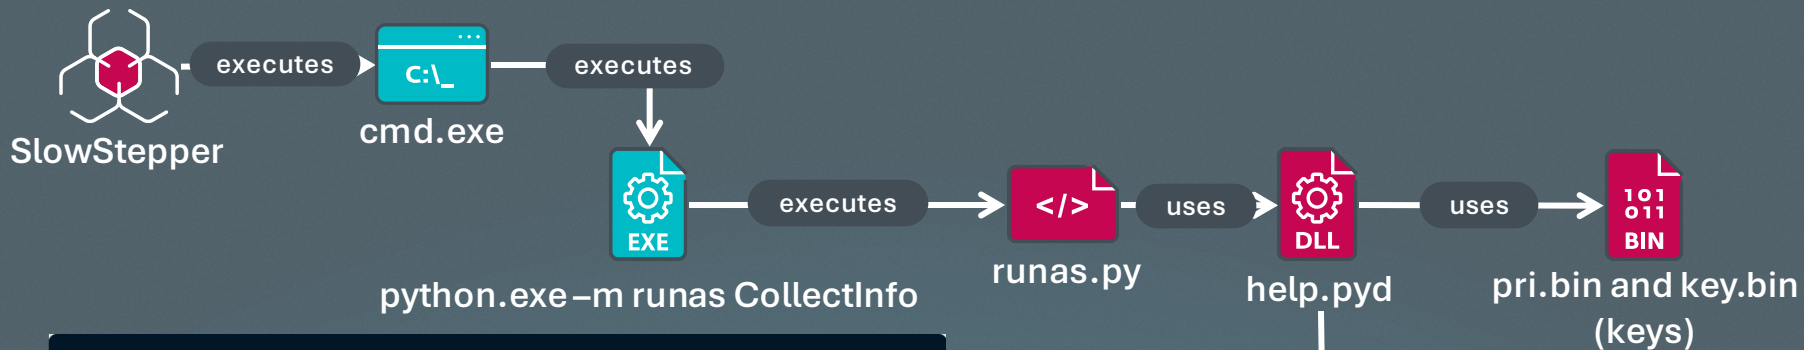 SlowStepper
executes
C:\_
cmd.exe
executes
EXE
python.exe –m runas CollectInfo
executes
</>
runas.py
uses
DLL
help.pyd
uses
101
011
BIN
pri.bin and key.bin
(keys)